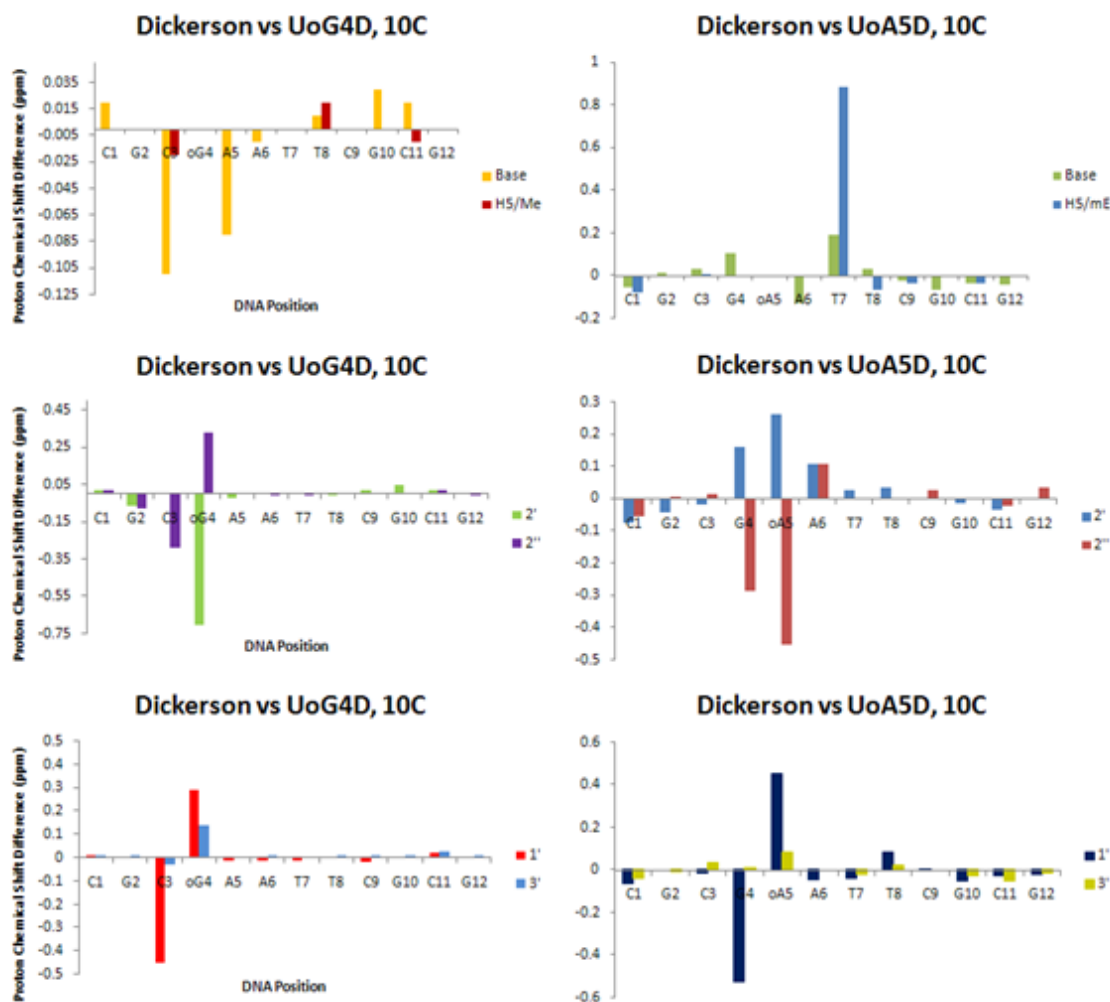 Dickerson vs UoG4D, 10C
Proton Chemical Shift Difference (ppm)
0.035
0.015
-0.005
-0.025
-0.045
-0.065
-0.085
-0.105
-0.125
C1 G2 C3 oG4 A5 A6 T7 T8 C9 G10 C11 G12
DNA Position
Base
H5/Me
Dickerson vs UoA5D, 10C
1
0.8
0.6
0.4
0.2
0
-0.2
C1 G2 C3 G4 oA5 A6 T7 T8 C9 G10 C11 G12
Base
H5/mE
Dickerson vs UoG4D, 10C
Proton Chemical Shift Difference (ppm)
0.45
0.25
0.05
-0.15
-0.35
-0.55
-0.75
C1 G2 C3 oG4 A5 A6 T7 T8 C9 G10 C11 G12
DNA Position
2'
2''
Dickerson vs UoA5D, 10C
0.3
0.2
0.1
0
-0.1
-0.2
-0.3
-0.4
-0.5
C1 G2 C3 G4 oA5 A6 T7 T8 C9 G10 C11 G12
2'
2''
Dickerson vs UoG4D, 10C
Proton Chemical Shift Difference (ppm)
0.5
0.4
0.3
0.2
0.1
0
-0.1
-0.2
-0.3
-0.4
-0.5
C1 G2 C3 oG4 A5 A6 T7 T8 C9 G10 C11 G12
1'
3'
Dickerson vs UoA5D, 10C
0.6
0.4
0.2
0
-0.2
-0.4
-0.6
C1 G2 C3 G4 oA5 A6 T7 T8 C9 G10 C11 G12
1'
3'